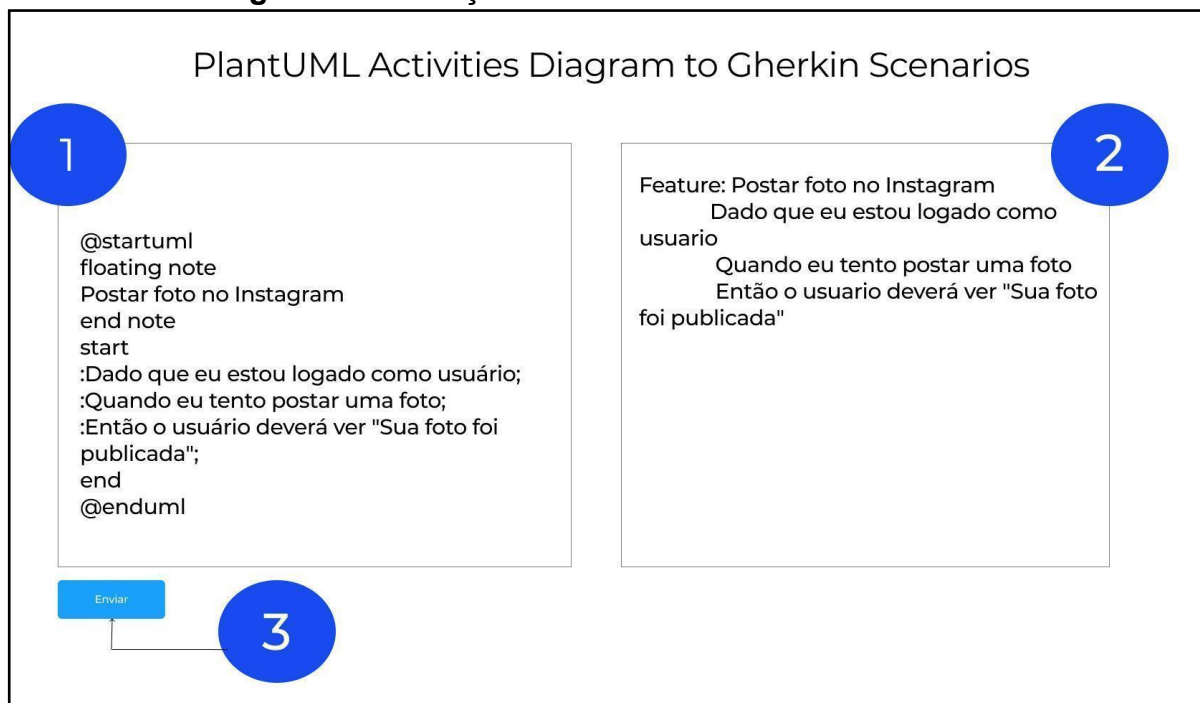 PlantUML Activities Diagram to Gherkin Scenarios
1
@startuml
floating note
Postar foto no Instagram
end note
start
:Dado que eu estou logado como usuário;
:Quando eu tento postar uma foto;
:Então o usuário deverá ver "Sua foto foi
publicada";
end
@enduml
2
Feature: Postar foto no Instagram
Dado que eu estou logado como
usuario
Quando eu tento postar uma foto
Então o usuario deverá ver "Sua foto
foi publicada"
Enviar
3